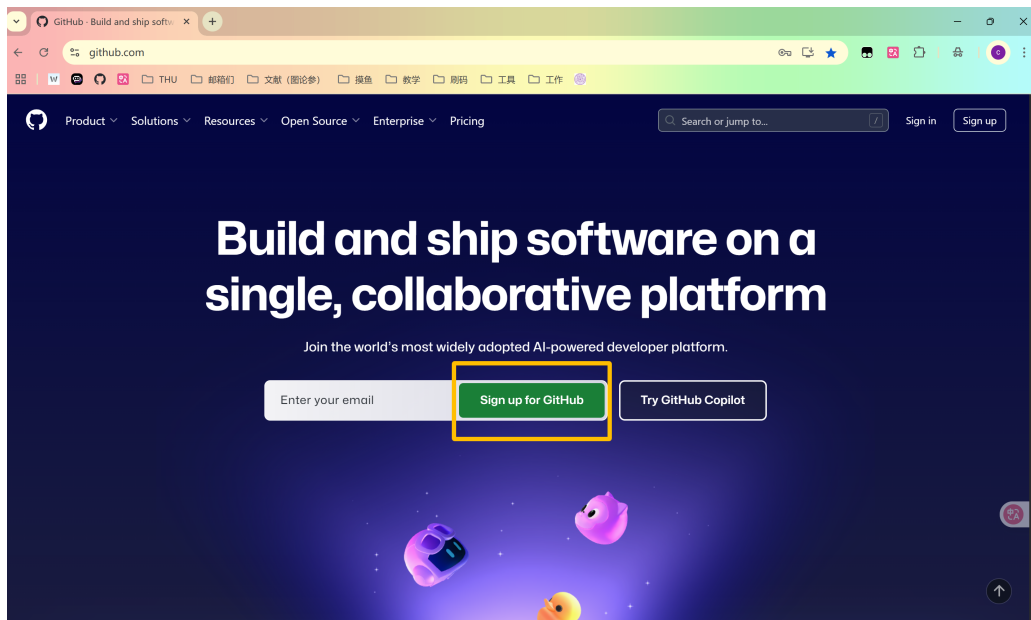 GitHub · Build and ship softw
github.com
W THU 邮箱们 文献（图论参） 摸鱼 教学 刷码 工具 工作
Product Solutions Resources Open Source Enterprise Pricing Search or jump to... / Sign in Sign up
Build and ship software on a
single, collaborative platform
Join the world's most widely adopted AI-powered developer platform.
Enter your email Sign up for GitHub Try GitHub Copilot